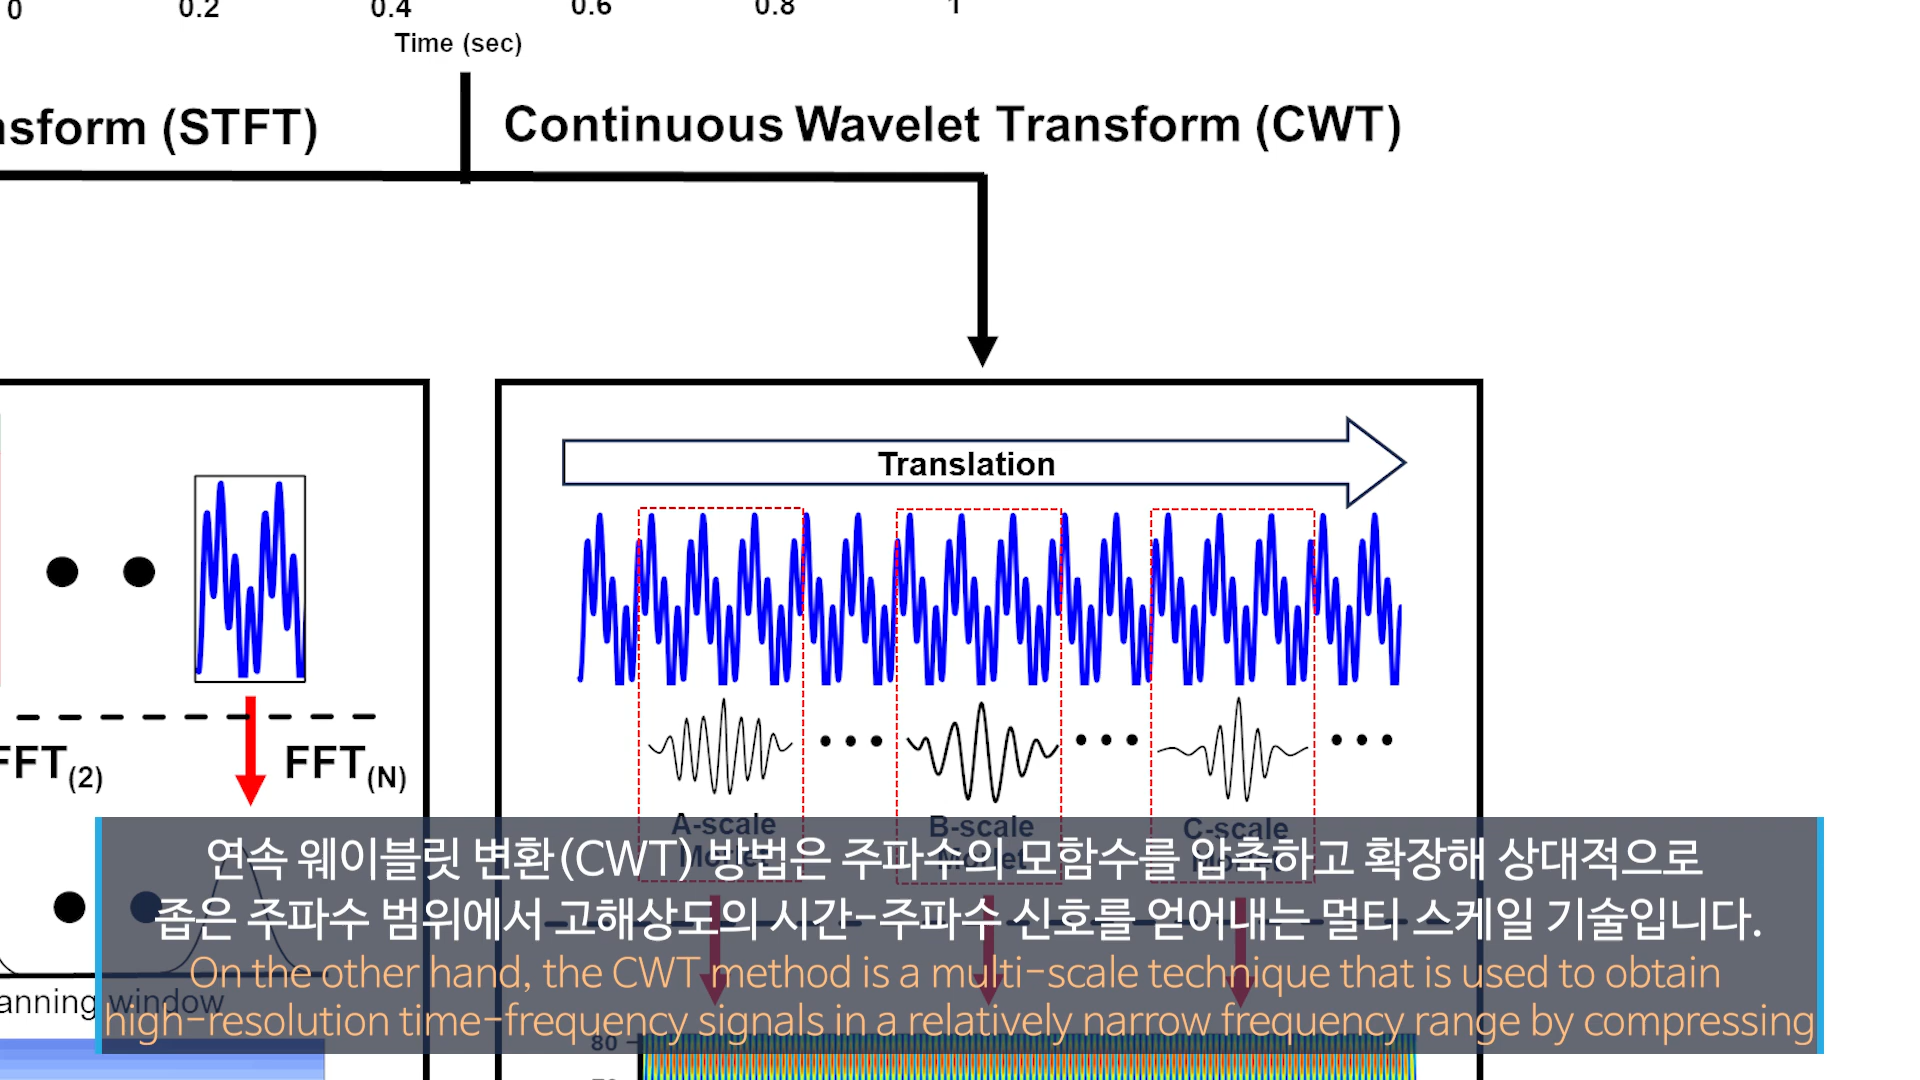 0 0.2 0.4 0.6 0.8 1
Time (sec)
nsform (STFT)
Continuous Wavelet Transform (CWT)
Translation
FFT(2)
FFT(N)
A-scale
B-scale
C-scale
연속 웨이블릿 변환(CWT) 방법은 주파수의 모함수를 압축하고 확장해 상대적으로
좁은 주파수 범위에서 고해상도의 시간-주파수 신호를 얻어내는 멀티 스케일 기술입니다.
On the other hand, the CWT method is a multi-scale technique that is used to obtain
high-resolution time-frequency signals in a relatively narrow frequency range by compressing
anning window
80